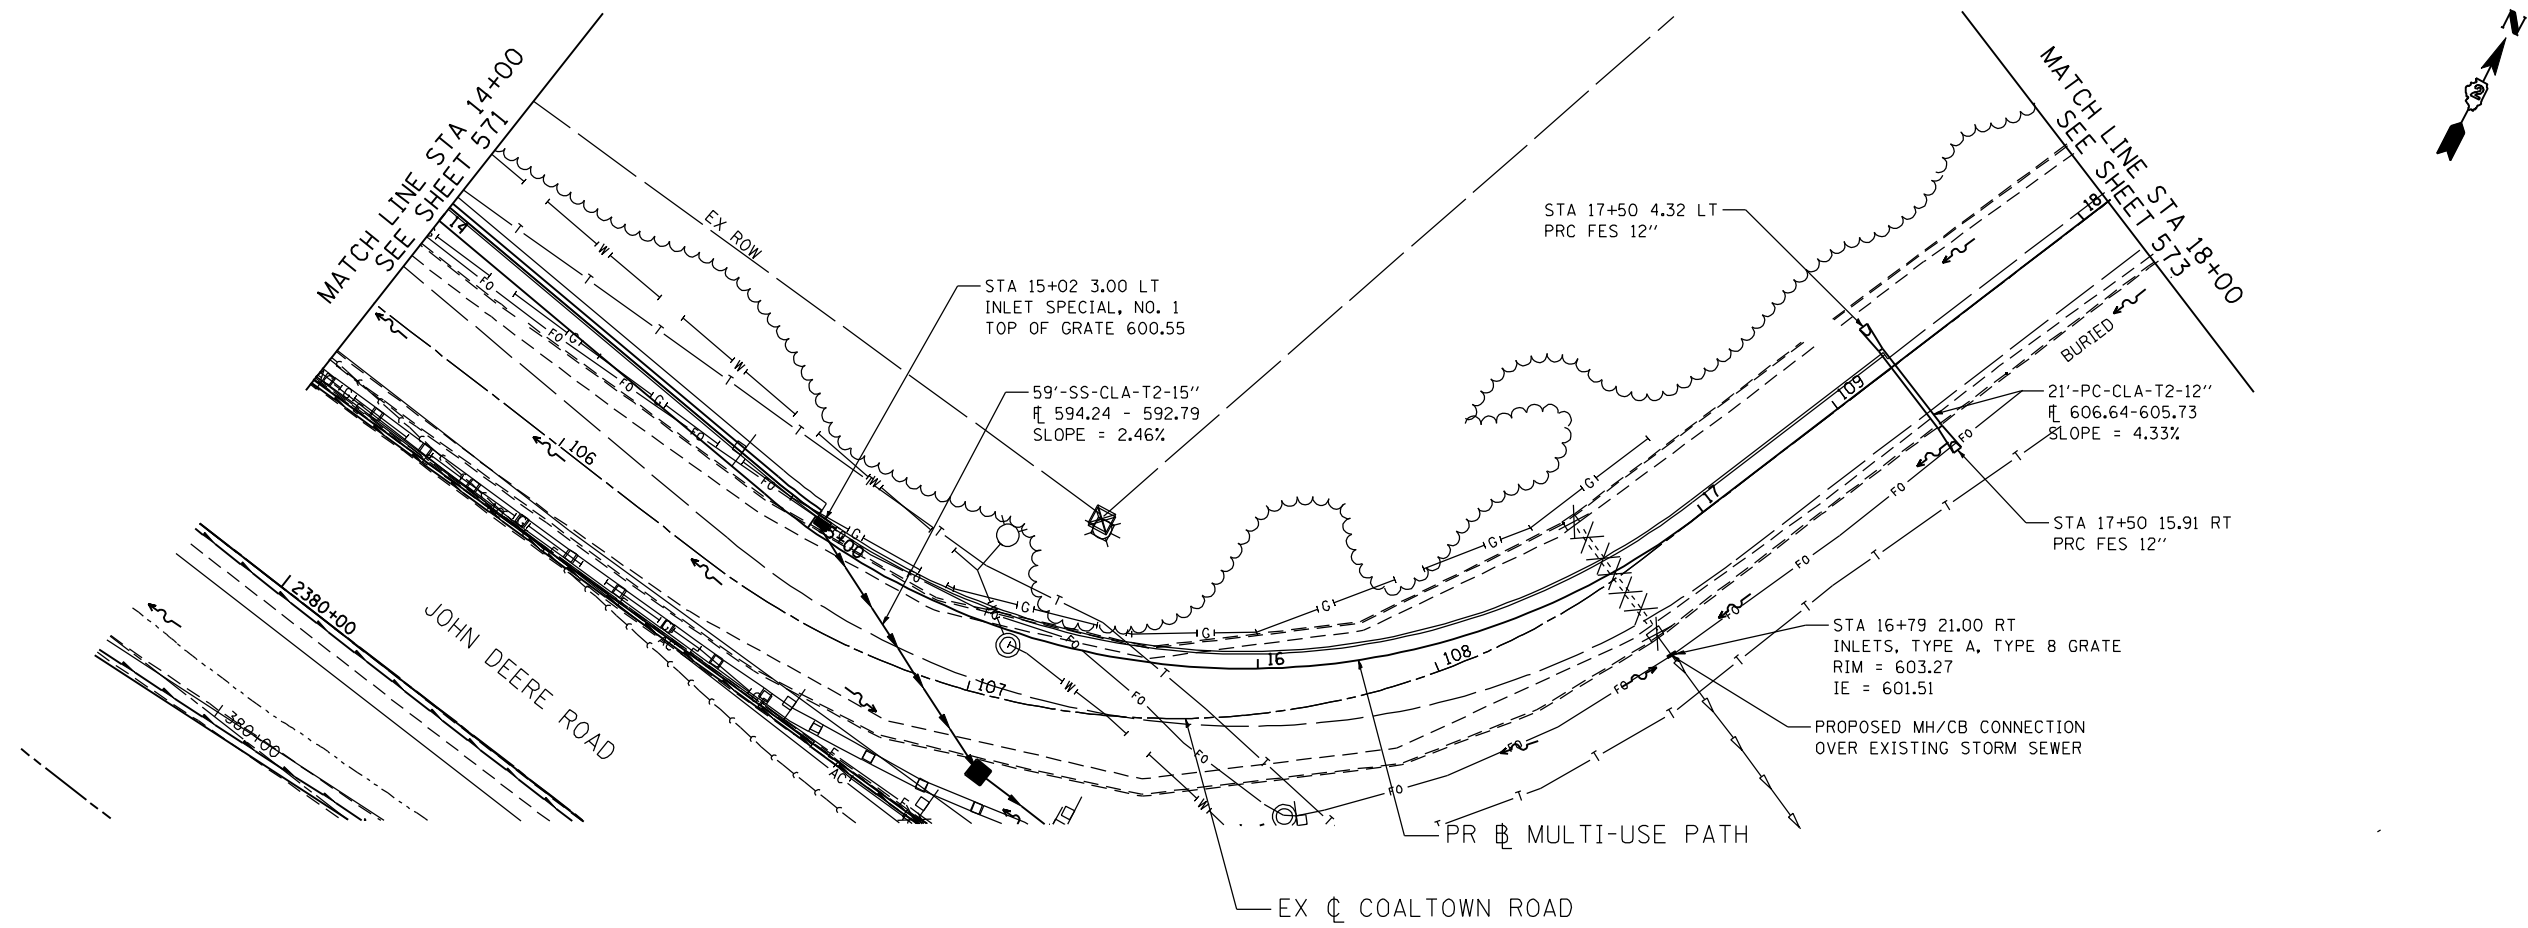 N
2
MATCH LINE STA 14+00
SEE SHEET 571
MATCH LINE STA 18+00
SEE SHEET 573
EX ROW
STA 17+50 4.32 LT
PRC FES 12"
STA 15+02 3.00 LT
INLET SPECIAL, NO. 1
TOP OF GRATE 600.55
59'-SS-CLA-T2-15"
FL 594.24 - 592.79
SLOPE = 2.46%
BURIED
21'-PC-CLA-T2-12"
FL 606.64-605.73
SLOPE = 4.33%
STA 17+50 15.91 RT
PRC FES 12"
STA 16+79 21.00 RT
INLETS, TYPE A, TYPE 8 GRATE
RIM = 603.27
IE = 601.51
PROPOSED MH/CB CONNECTION
OVER EXISTING STORM SEWER
PR BL MULTI-USE PATH
EX CL COALTOWN ROAD
JOHN DEERE ROAD
2380+00
380+00
14
16
17
18
106
107
108
109